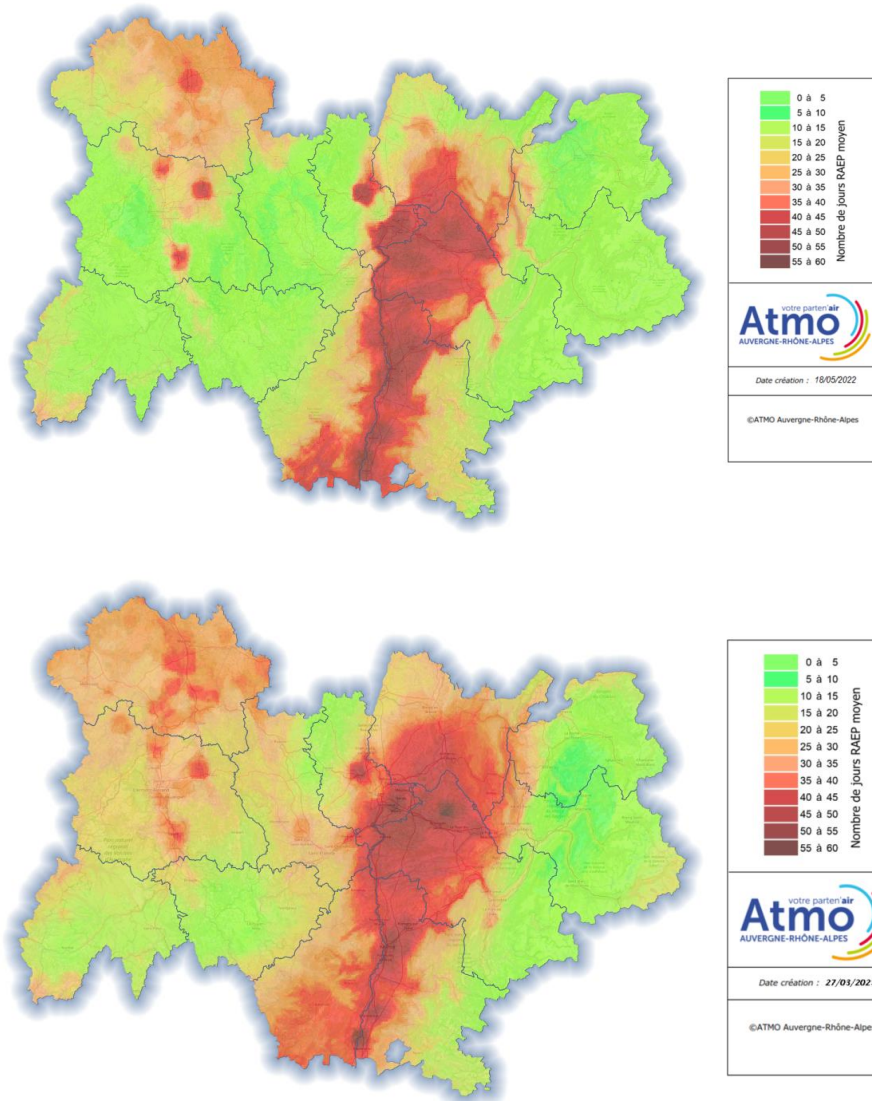 0 à 5
5 à 10
10 à 15
15 à 20
20 à 25
25 à 30
30 à 35
35 à 40
40 à 45
45 à 50
50 à 55
55 à 60
Nombre de jours RAEP moyen
votre parten'air
Atmo
AUVERGNE-RHÔNE-ALPES
Date création : 18/05/2022
©ATMO Auvergne-Rhône-Alpes
0 à 5
5 à 10
10 à 15
15 à 20
20 à 25
25 à 30
30 à 35
35 à 40
40 à 45
45 à 50
50 à 55
55 à 60
Nombre de jours RAEP moyen
votre parten'air
Atmo
AUVERGNE-RHÔNE-ALPES
Date création :
©ATMO Auvergne-Rhône-Alpe